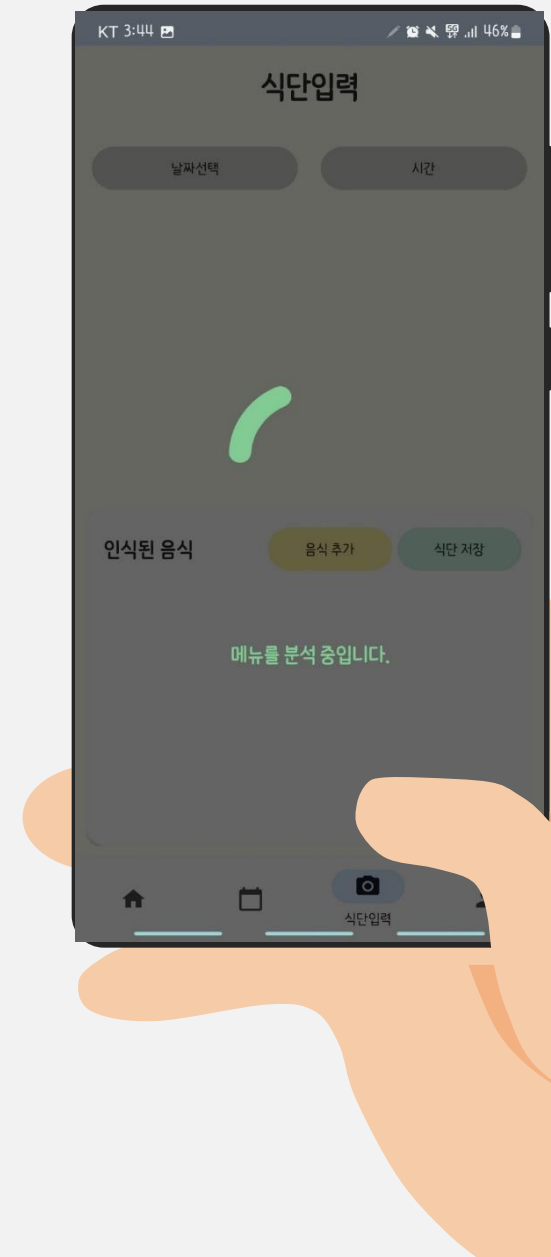 KT 3:44 5G 46%
식단입력
날짜선택 시간
인식된 음식 음식 추가 식단 저장
메뉴를 분석 중입니다.
식단입력